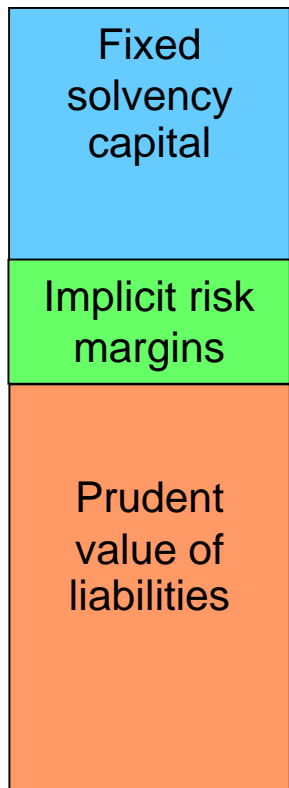 Fixed
solvency
capital
Implicit risk
margins
Prudent
value of
liabilities